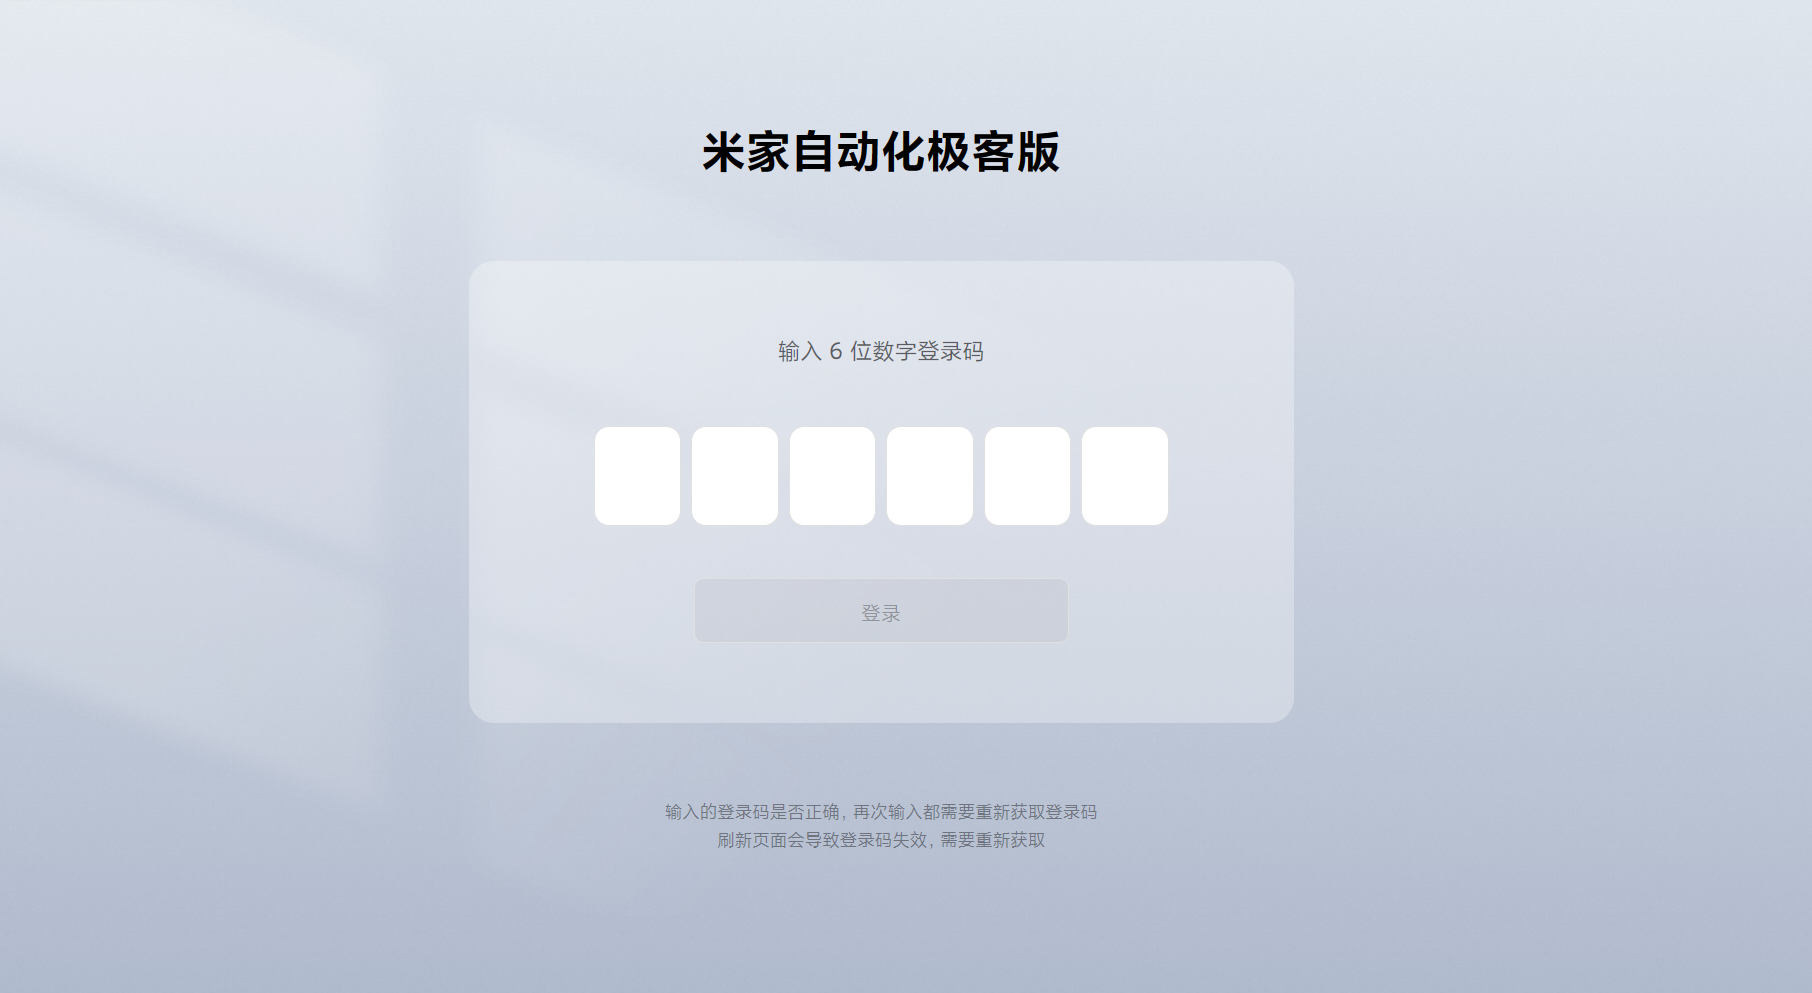 米家自动化极客版
输入 6 位数字登录码
登录
输入的登录码是否正确, 再次输入都需要重新获取登录码
刷新页面会导致登录码失效, 需要重新获取